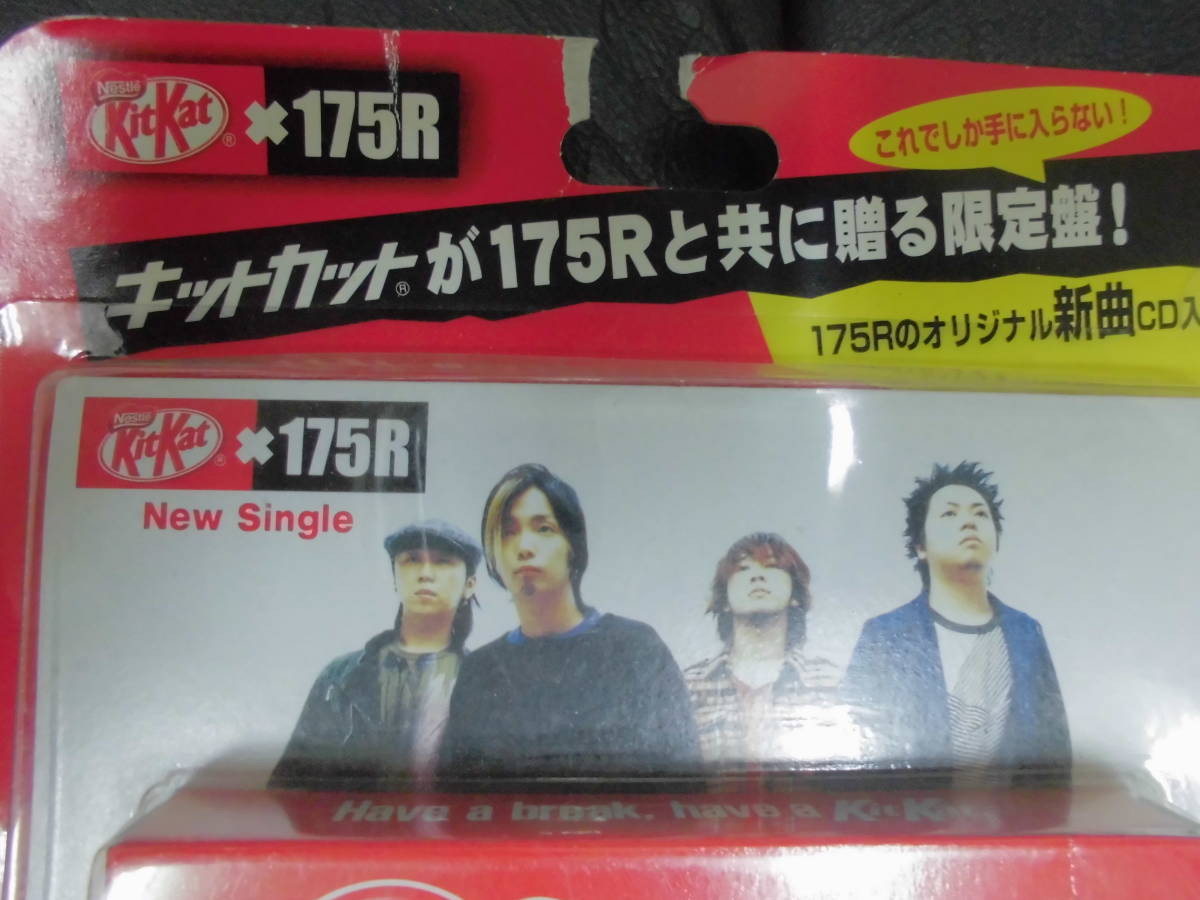 Nestlé
KitKat® × 175R
これでしか手に入らない！
キットカット®が175Rと共に贈る限定盤！
175Rのオリジナル新曲CD入
Nestlé
KitKat® × 175R
New Single
Have a break, have a KitKat